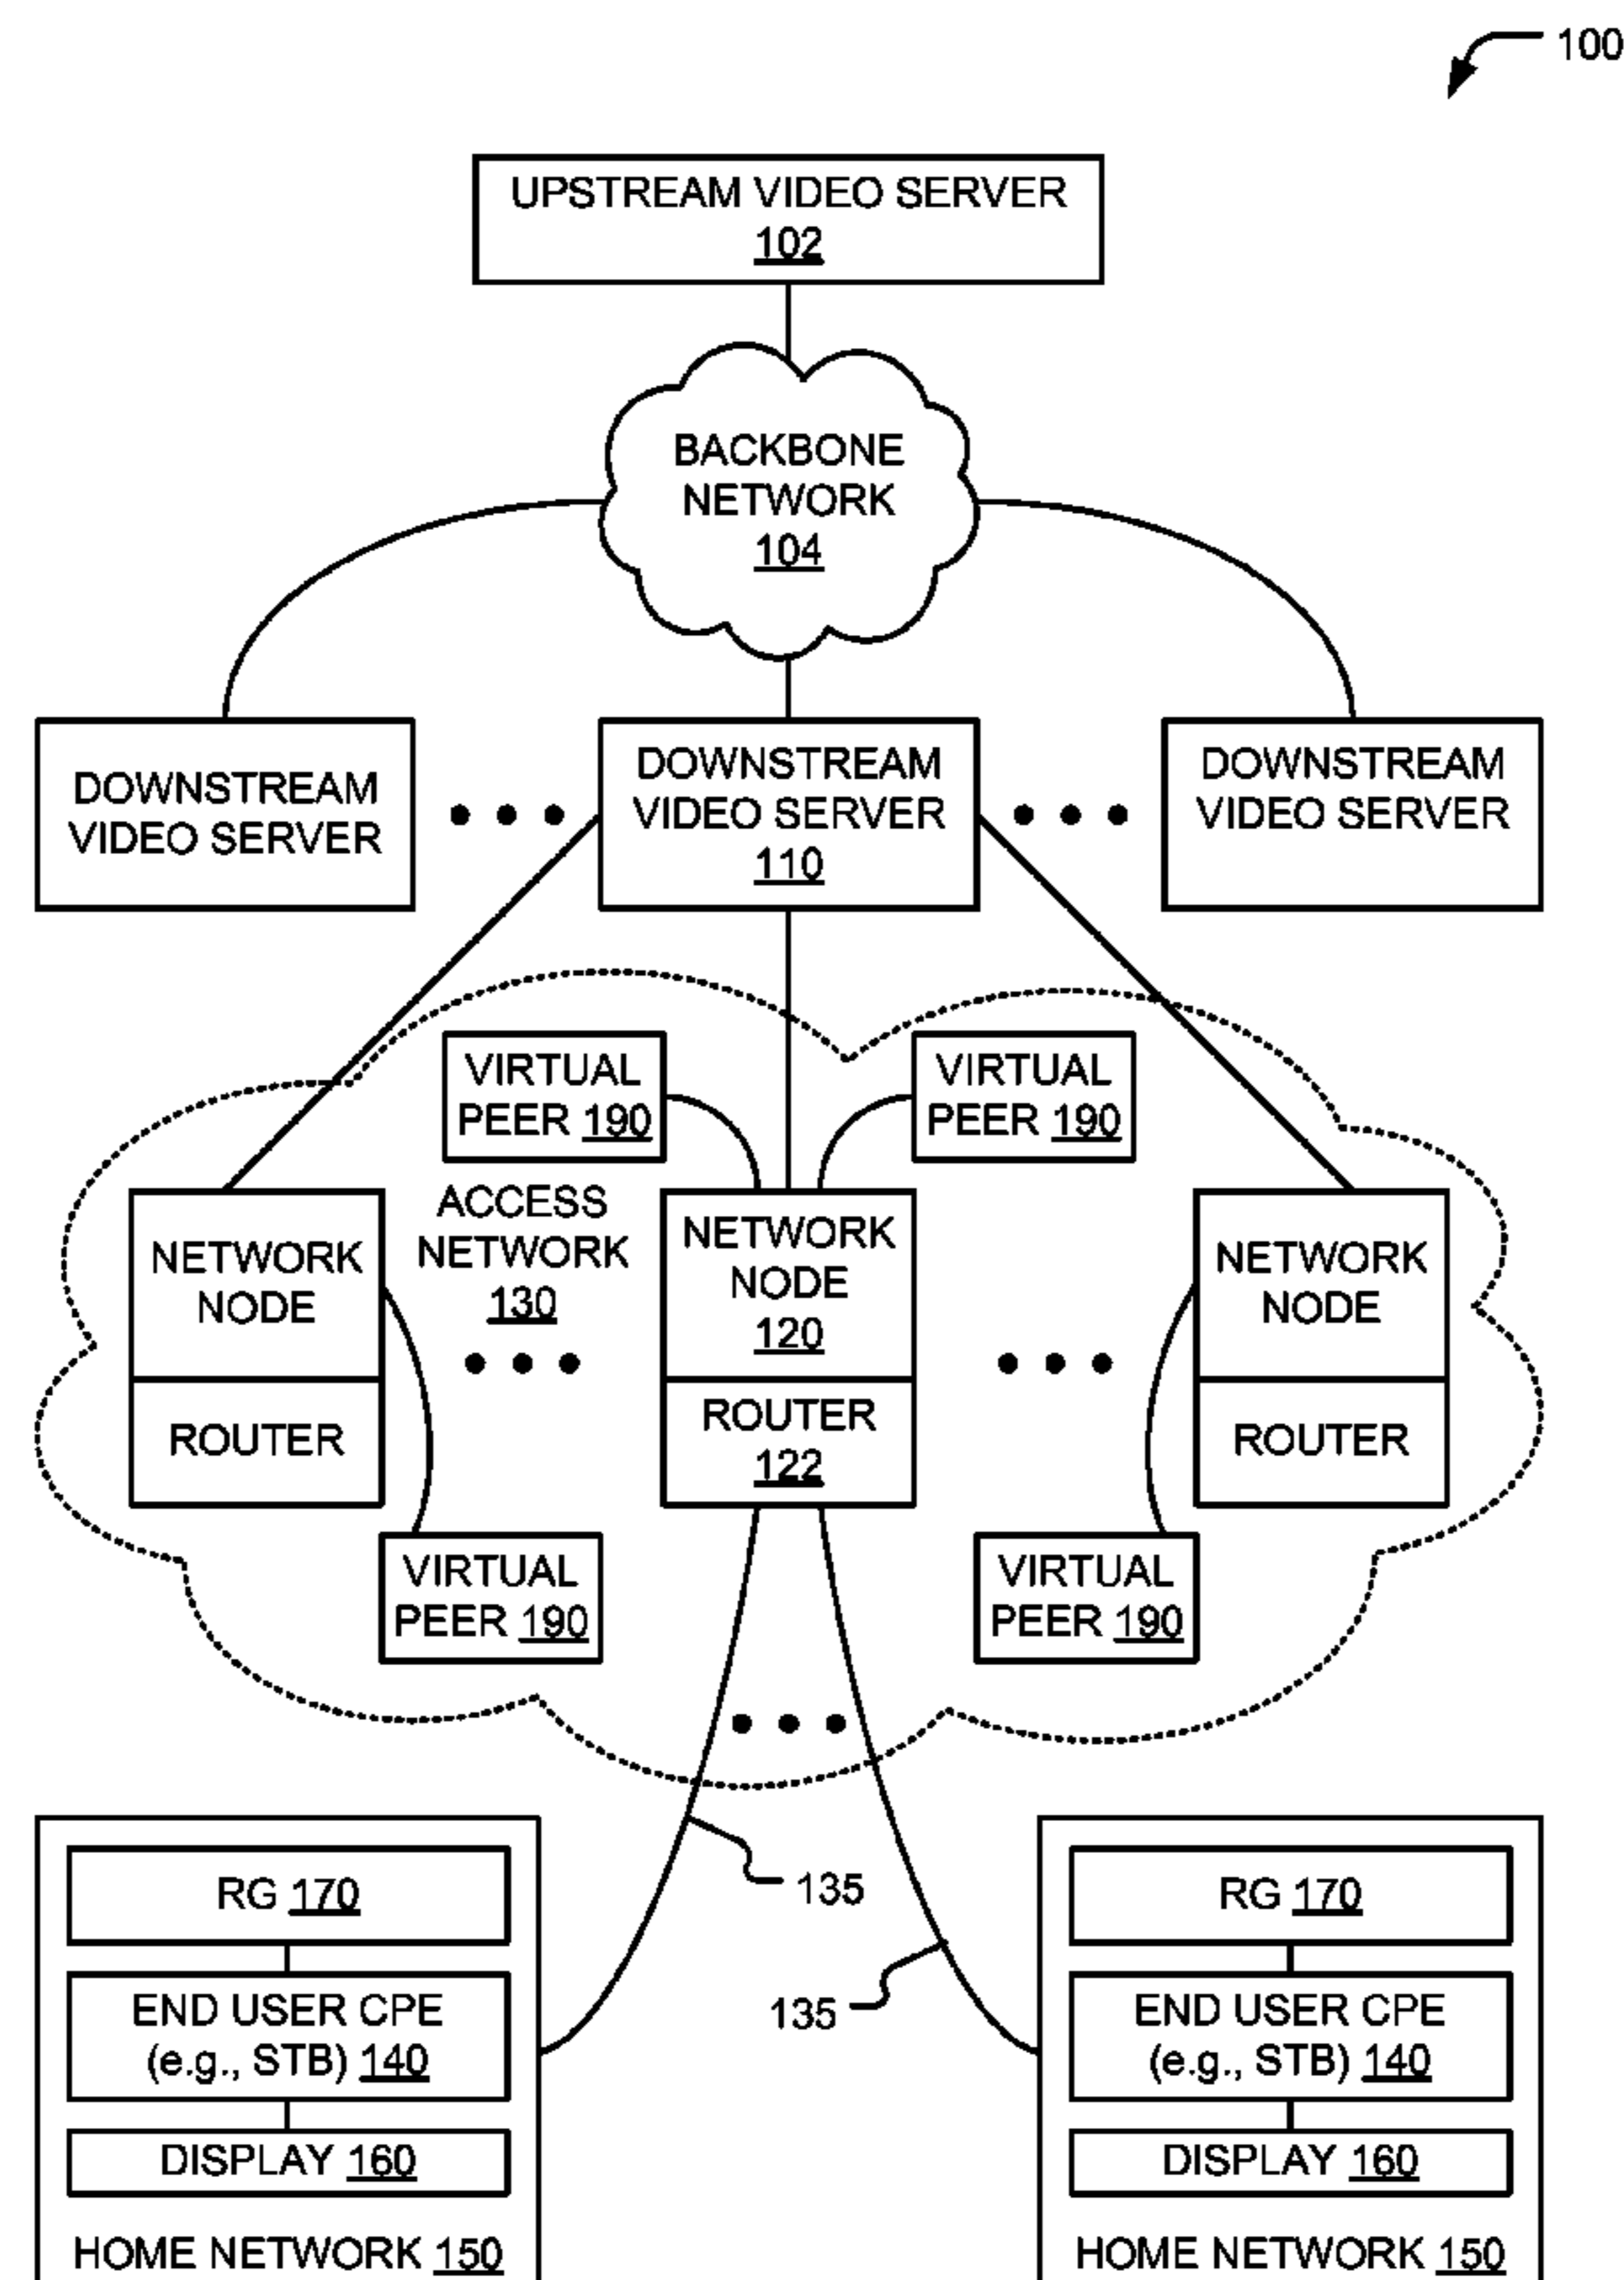 100
UPSTREAM VIDEO SERVER
102
BACKBONE
NETWORK
104
DOWNSTREAM
VIDEO SERVER
DOWNSTREAM
VIDEO SERVER
110
DOWNSTREAM
VIDEO SERVER
VIRTUAL
PEER 190
VIRTUAL
PEER 190
ACCESS
NETWORK
130
NETWORK
NODE
ROUTER
NETWORK
NODE
120
ROUTER
122
NETWORK
NODE
ROUTER
VIRTUAL
PEER 190
VIRTUAL
PEER 190
135
135
RG 170
END USER CPE
(e.g., STB) 140
DISPLAY 160
HOME NETWORK 150
RG 170
END USER CPE
(e.g., STB) 140
DISPLAY 160
HOME NETWORK 150